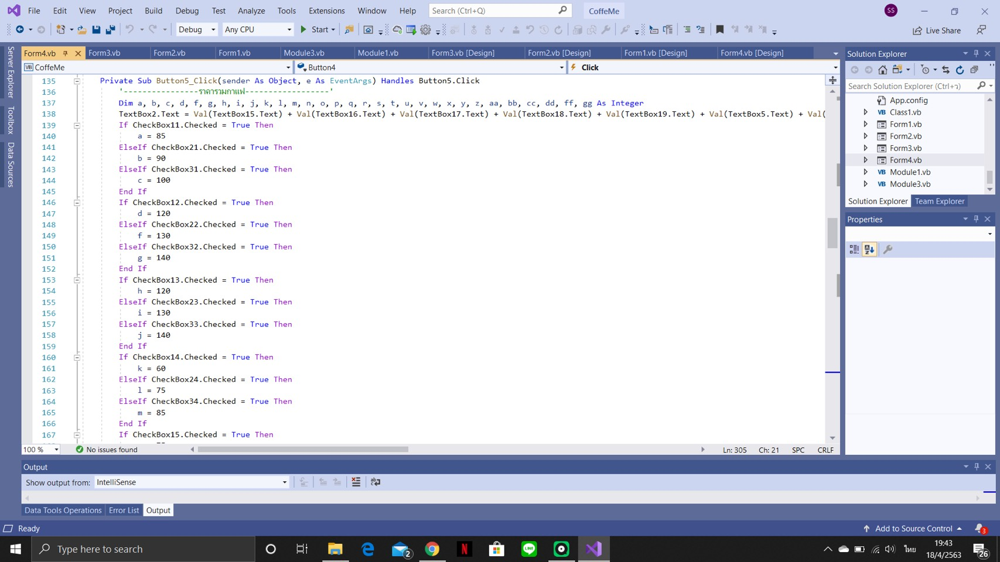 File Edit View Project Build Debug Test Analyze Tools Extensions Window Help Search (Ctrl+Q) CoffeMe SS
Debug Any CPU Start Live Share
Form4.vb Form3.vb Form2.vb Form1.vb Module3.vb Module1.vb Form3.vb [Design] Form2.vb [Design] Form1.vb [Design] Form4.vb [Design]
CoffeMe Button4 Click
135 Private Sub Button5_Click(sender As Object, e As EventArgs) Handles Button5.Click
136 '----------------ราคารวมกาแฟ------------------'
137 Dim a, b, c, d, f, g, h, i, j, k, l, m, n, o, p, q, r, s, t, u, v, w, x, y, z, aa, bb, cc, dd, ff, gg As Integer
138 TextBox2.Text = Val(TextBox15.Text) + Val(TextBox16.Text) + Val(TextBox17.Text) + Val(TextBox18.Text) + Val(TextBox19.Text) + Val(TextBox5.Text) + Val(
139 If CheckBox11.Checked = True Then
140 a = 85
141 ElseIf CheckBox21.Checked = True Then
142 b = 90
143 ElseIf CheckBox31.Checked = True Then
144 c = 100
145 End If
146 If CheckBox12.Checked = True Then
147 d = 120
148 ElseIf CheckBox22.Checked = True Then
149 f = 130
150 ElseIf CheckBox32.Checked = True Then
151 g = 140
152 End If
153 If CheckBox13.Checked = True Then
154 h = 120
155 ElseIf CheckBox23.Checked = True Then
156 i = 130
157 ElseIf CheckBox33.Checked = True Then
158 j = 140
159 End If
160 If CheckBox14.Checked = True Then
161 k = 60
162 ElseIf CheckBox24.Checked = True Then
163 l = 75
164 ElseIf CheckBox34.Checked = True Then
165 m = 85
166 End If
167 If CheckBox15.Checked = True Then
100 % No issues found Ln: 305 Ch: 21 SPC CRLF
Server Explorer
Toolbox
Data Sources
Solution Explorer
Search Solution Explorer (Ctrl+ว)
App.config
VB Class1.vb
Form1.vb
Form2.vb
Form3.vb
Form4.vb
VB Module1.vb
VB Module3.vb
Solution Explorer Team Explorer
Properties
Output
Show output from: IntelliSense
Data Tools Operations Error List Output
Ready Add to Source Control 3
Type here to search 2 N LINE ไทย 19:43
18/4/2563 26